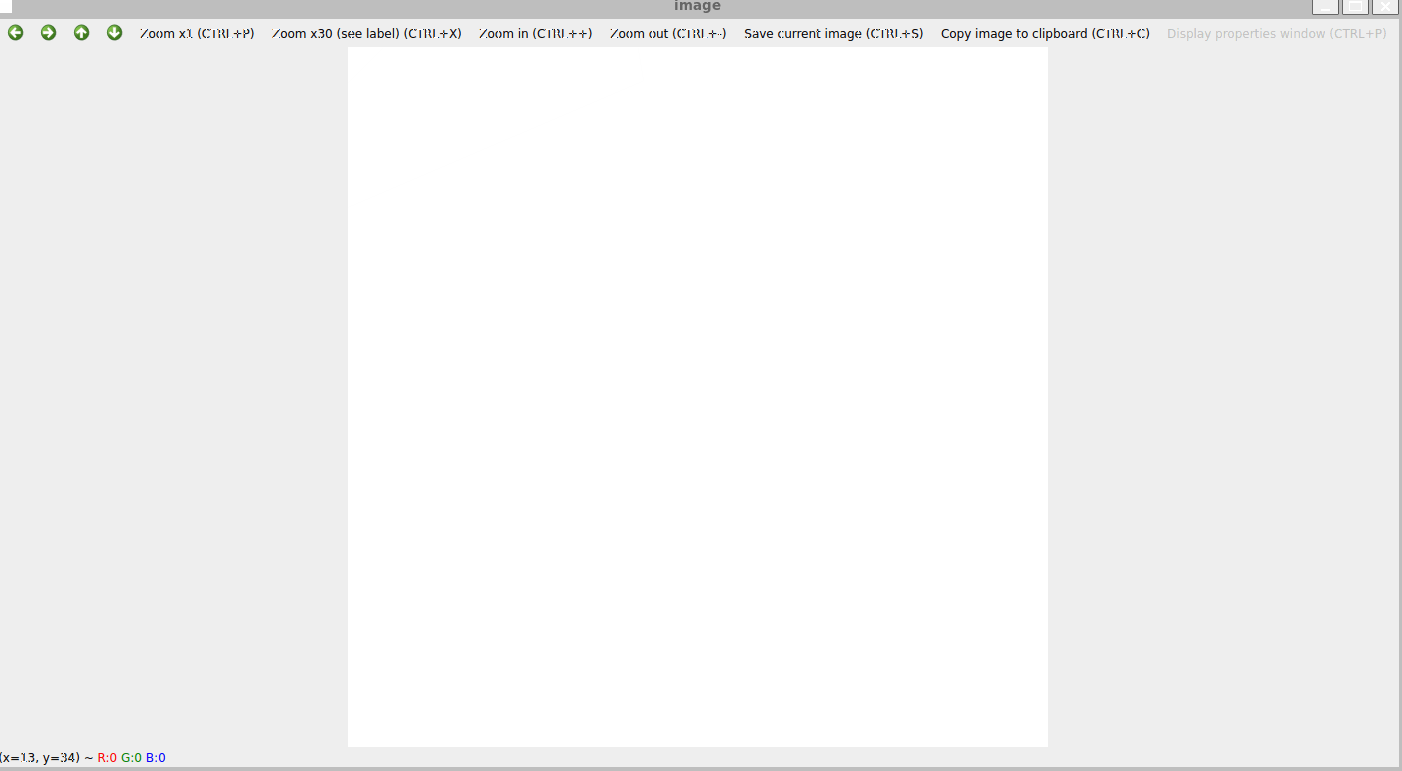 image
Zoom x1 (CTRL+P) Zoom x30 (see label) (CTRL+X) Zoom in (CTRL++) Zoom out (CTRL+-) Save current image (CTRL+S) Copy image to clipboard (CTRL+C) Display properties window (CTRL+P)
(x=13, y=34) ~ R:0 G:0 B:0